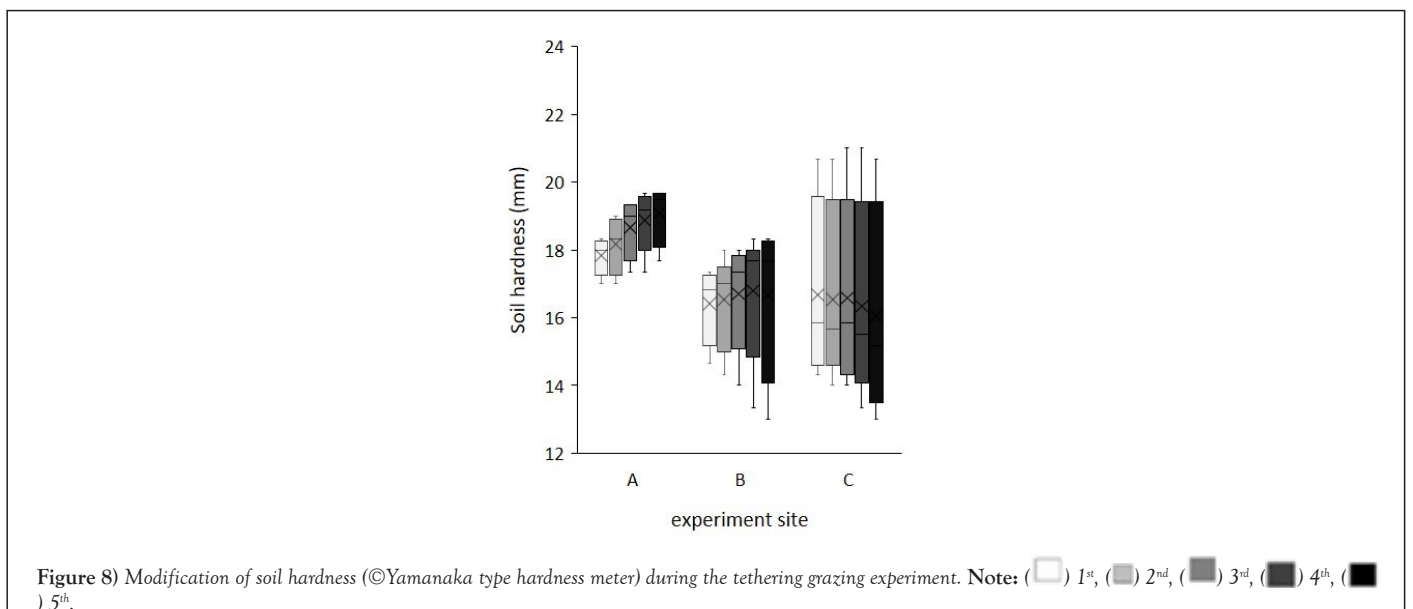 24
22
20
18
16
14
12
Soil hardness (mm)
A B C
experiment site
Figure 8) Modification of soil hardness (©Yamanaka type hardness meter) during the tethering grazing experiment. Note: ( ) 1st, ( ) 2nd, ( ) 3rd, ( ) 4th, (
) 5th.